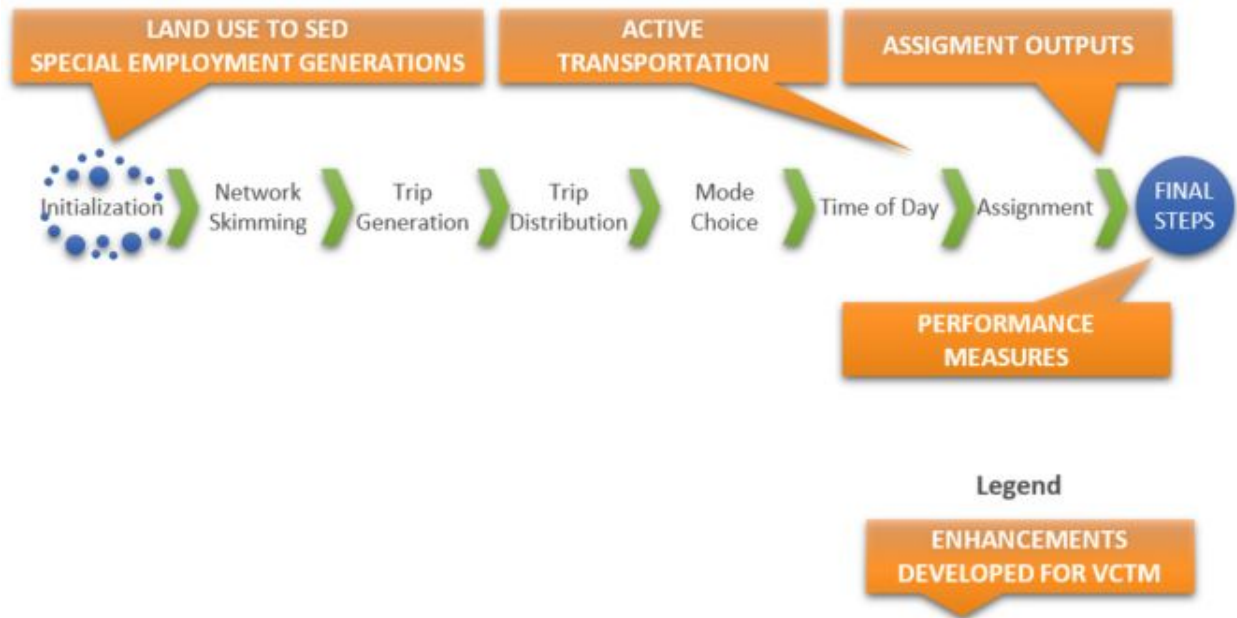 LAND USE TO SED
SPECIAL EMPLOYMENT GENERATIONS
ACTIVE
TRANSPORTATION
ASSIGMENT OUTPUTS
Initialization
Network
Skimming
Trip
Generation
Trip
Distribution
Mode
Choice
Time of Day
Assignment
FINAL
STEPS
PERFORMANCE
MEASURES
Legend
ENHANCEMENTS
DEVELOPED FOR VCTM